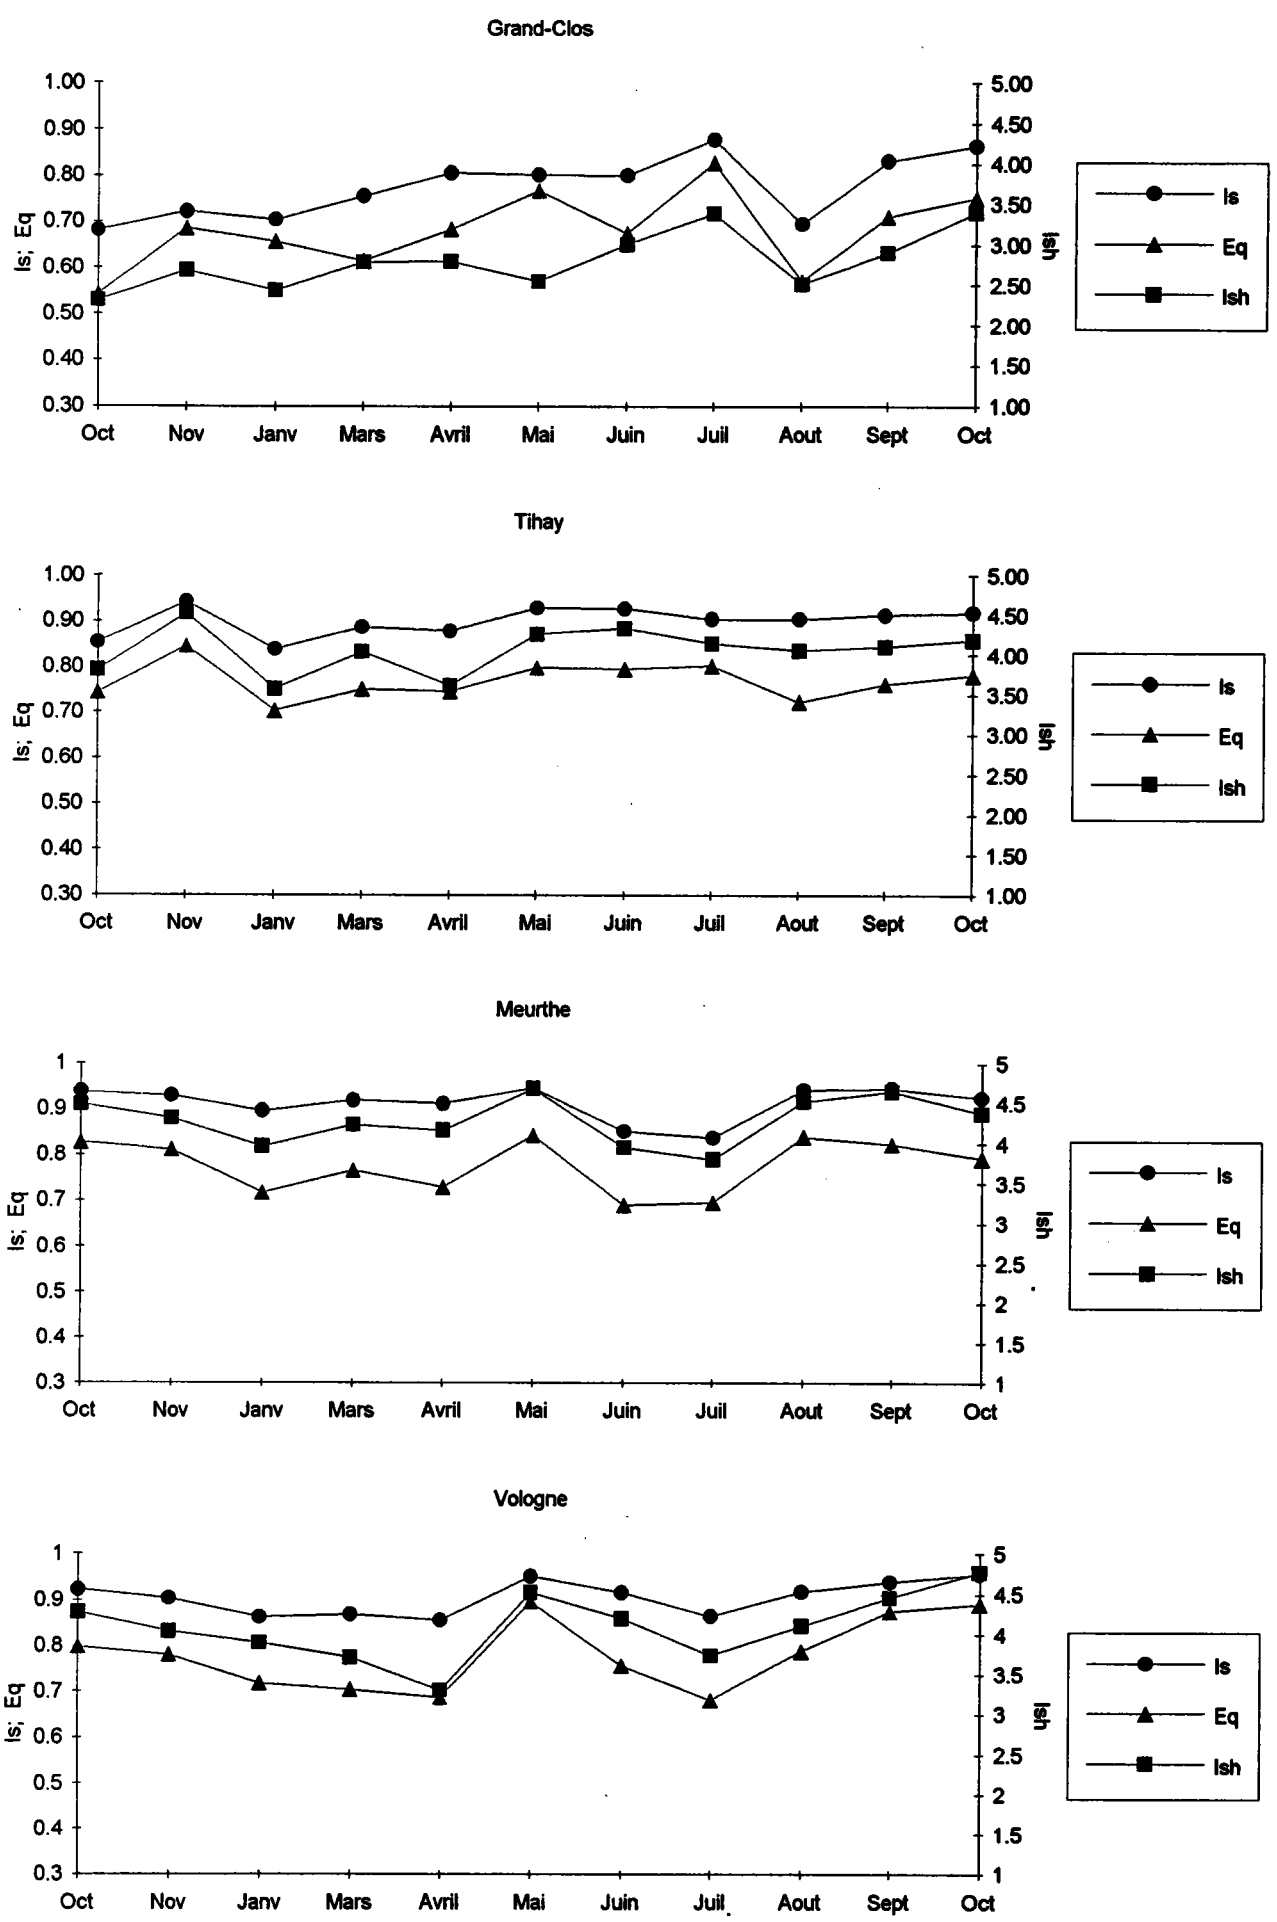 Grand-Clos
1.00
0.90
0.80
0.70
0.60
0.50
0.40
0.30
Is; Eq
5.00
4.50
4.00
3.50
3.00
2.50
2.00
1.50
1.00
Ish
Oct Nov Janv Mars Avril Mai Juin Juil Aout Sept Oct
Is
Eq
Ish
Tihay
1.00
0.90
0.80
0.70
0.60
0.50
0.40
0.30
Is; Eq
5.00
4.50
4.00
3.50
3.00
2.50
2.00
1.50
1.00
Ish
Oct Nov Janv Mars Avril Mai Juin Juil Aout Sept Oct
Is
Eq
Ish
Meurthe
1
0.9
0.8
0.7
0.6
0.5
0.4
0.3
Is; Eq
5
4.5
4
3.5
3
2.5
2
1.5
1
Ish
Oct Nov Janv Mars Avril Mai Juin Juil Aout Sept Oct
Is
Eq
Ish
Vologne
1
0.9
0.8
0.7
0.6
0.5
0.4
0.3
Is; Eq
5
4.5
4
3.5
3
2.5
2
1.5
1
Ish
Oct Nov Janv Mars Avril Mai Juin Juil Aout Sept Oct
Is
Eq
Ish